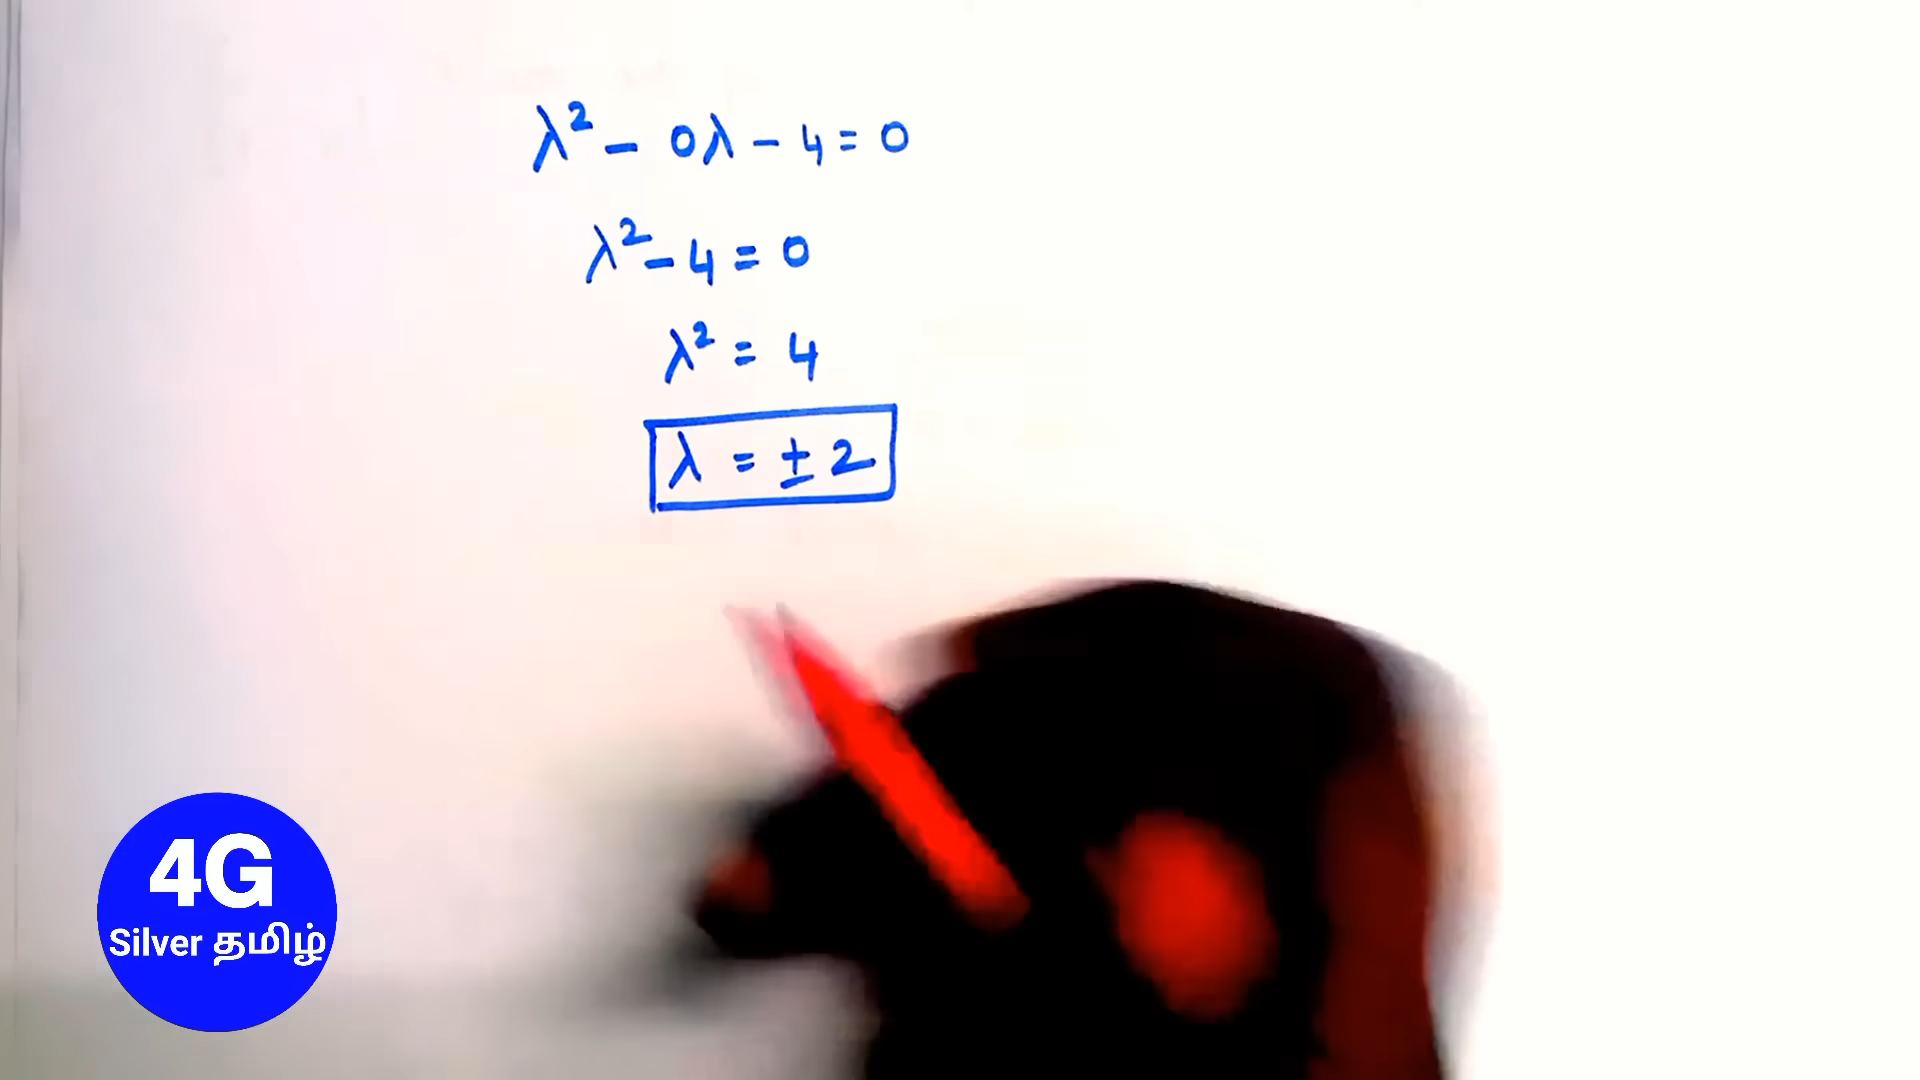 λ² - 0λ - 4 = 0
λ² - 4 = 0
λ² = 4
λ = ± 2
4G
Silver தமிழ்